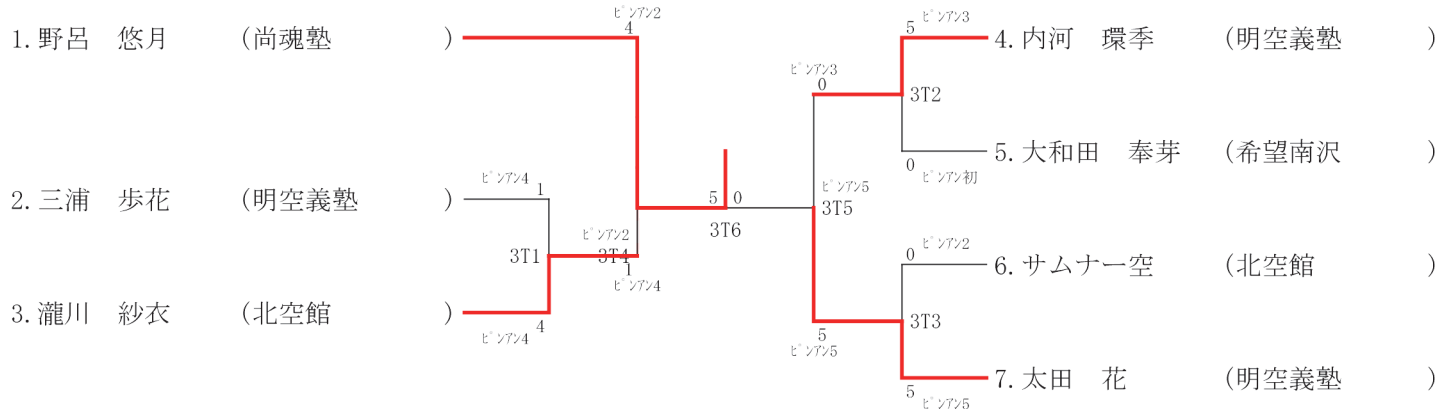 ピンアン2
4
1.野呂　悠月　（尚魂塾　）
5 ピンアン3
4.内河　環季　（明空義塾　）
ピンアン3
0
3T2
0 ピンアン初
5.大和田　奉芽　（希望南沢　）
ピンアン4 1
2.三浦　歩花　（明空義塾　）
5 0
3T6
ピンアン5
3T5
3T1
ピンアン2
3T4
1
ピンアン4
0 ピンアン2
6.サムナー空　（北空館　）
3.瀧川　紗衣　（北空館　）
ピンアン4 4
5
ピンアン5
3T3
7.太田　花　（明空義塾　）
5 ピンアン5